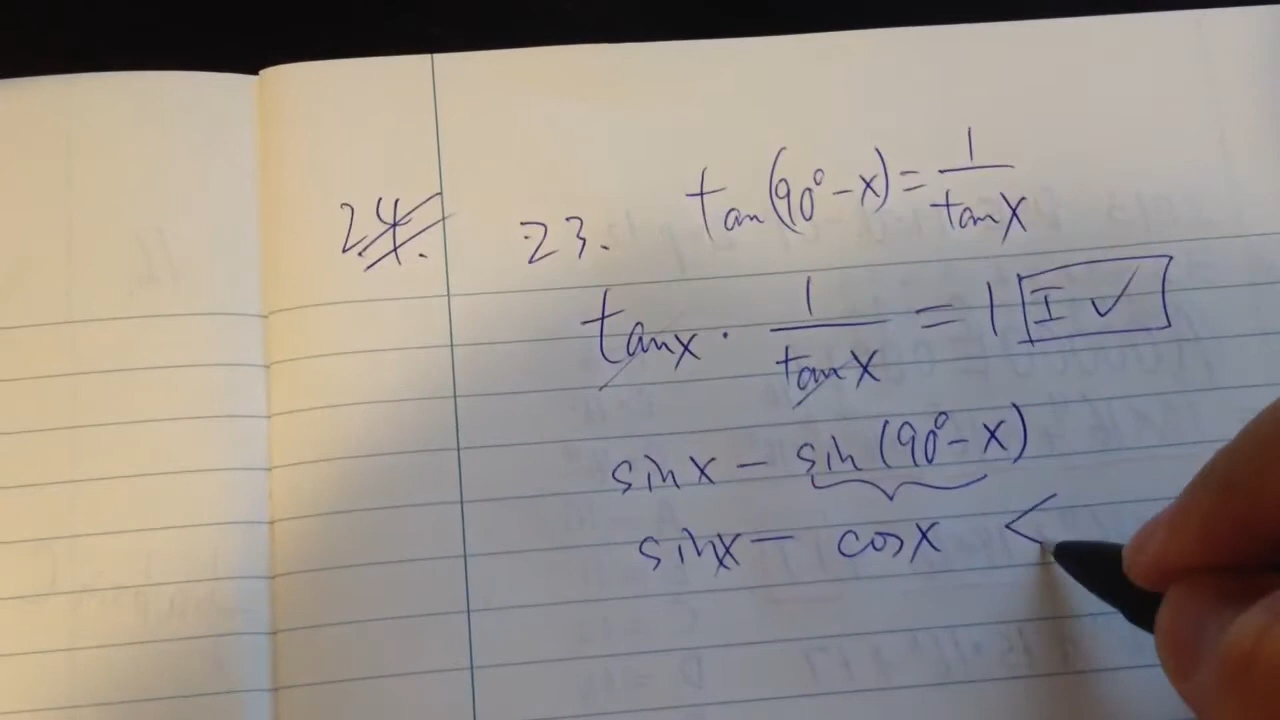 24. 23. tan(90°-x)=1/tanx
tanx · 1/tanx = 1 I ✓
sinx - sin(90°-x)
sinx - cosx <